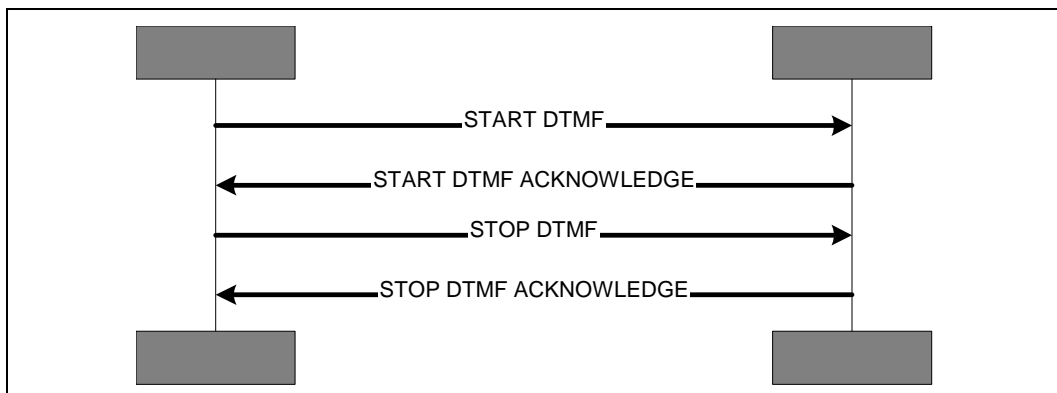 START DTMF
START DTMF ACKNOWLEDGE
STOP DTMF
STOP DTMF ACKNOWLEDGE